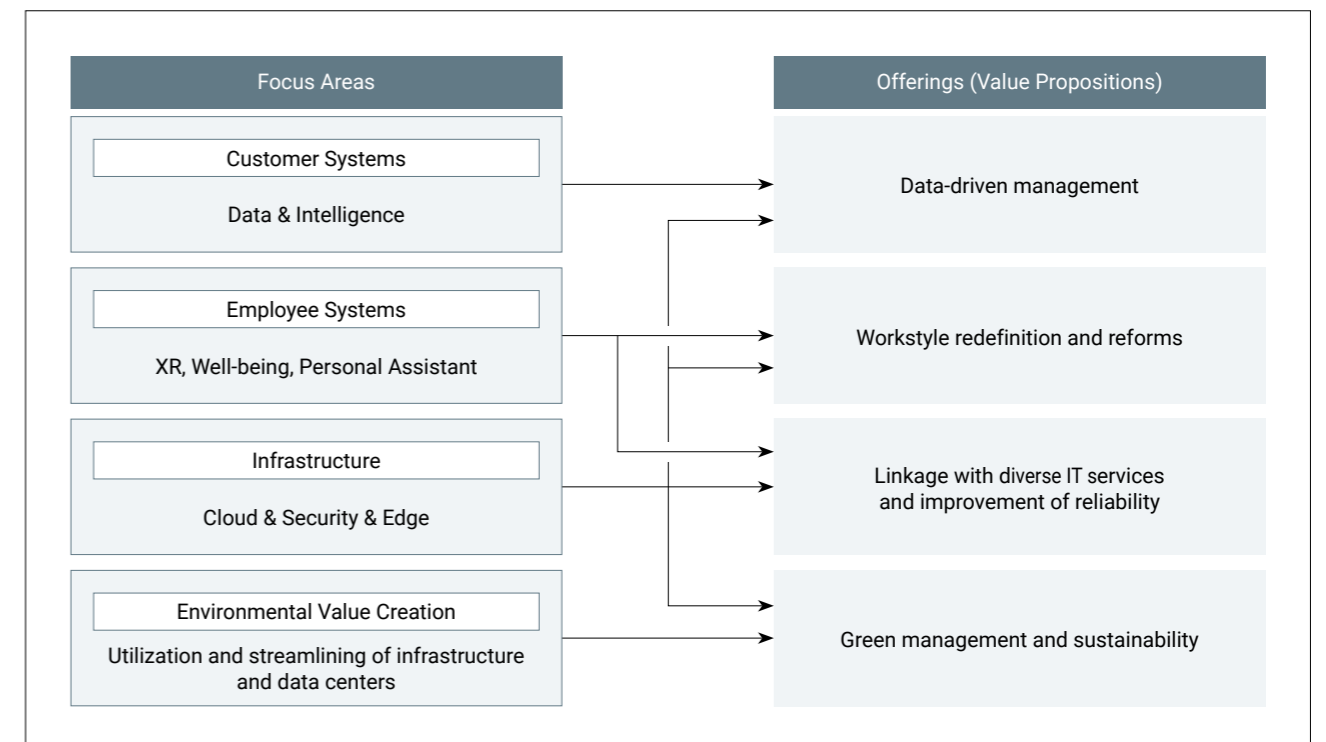 Focus Areas
Customer Systems
Data & Intelligence
Employee Systems
XR, Well-being, Personal Assistant
Infrastructure
Cloud & Security & Edge
Environmental Value Creation
Utilization and streamlining of infrastructure
and data centers
Offerings (Value Propositions)
Data-driven management
Workstyle redefinition and reforms
Linkage with diverse IT services
and improvement of reliability
Green management and sustainability